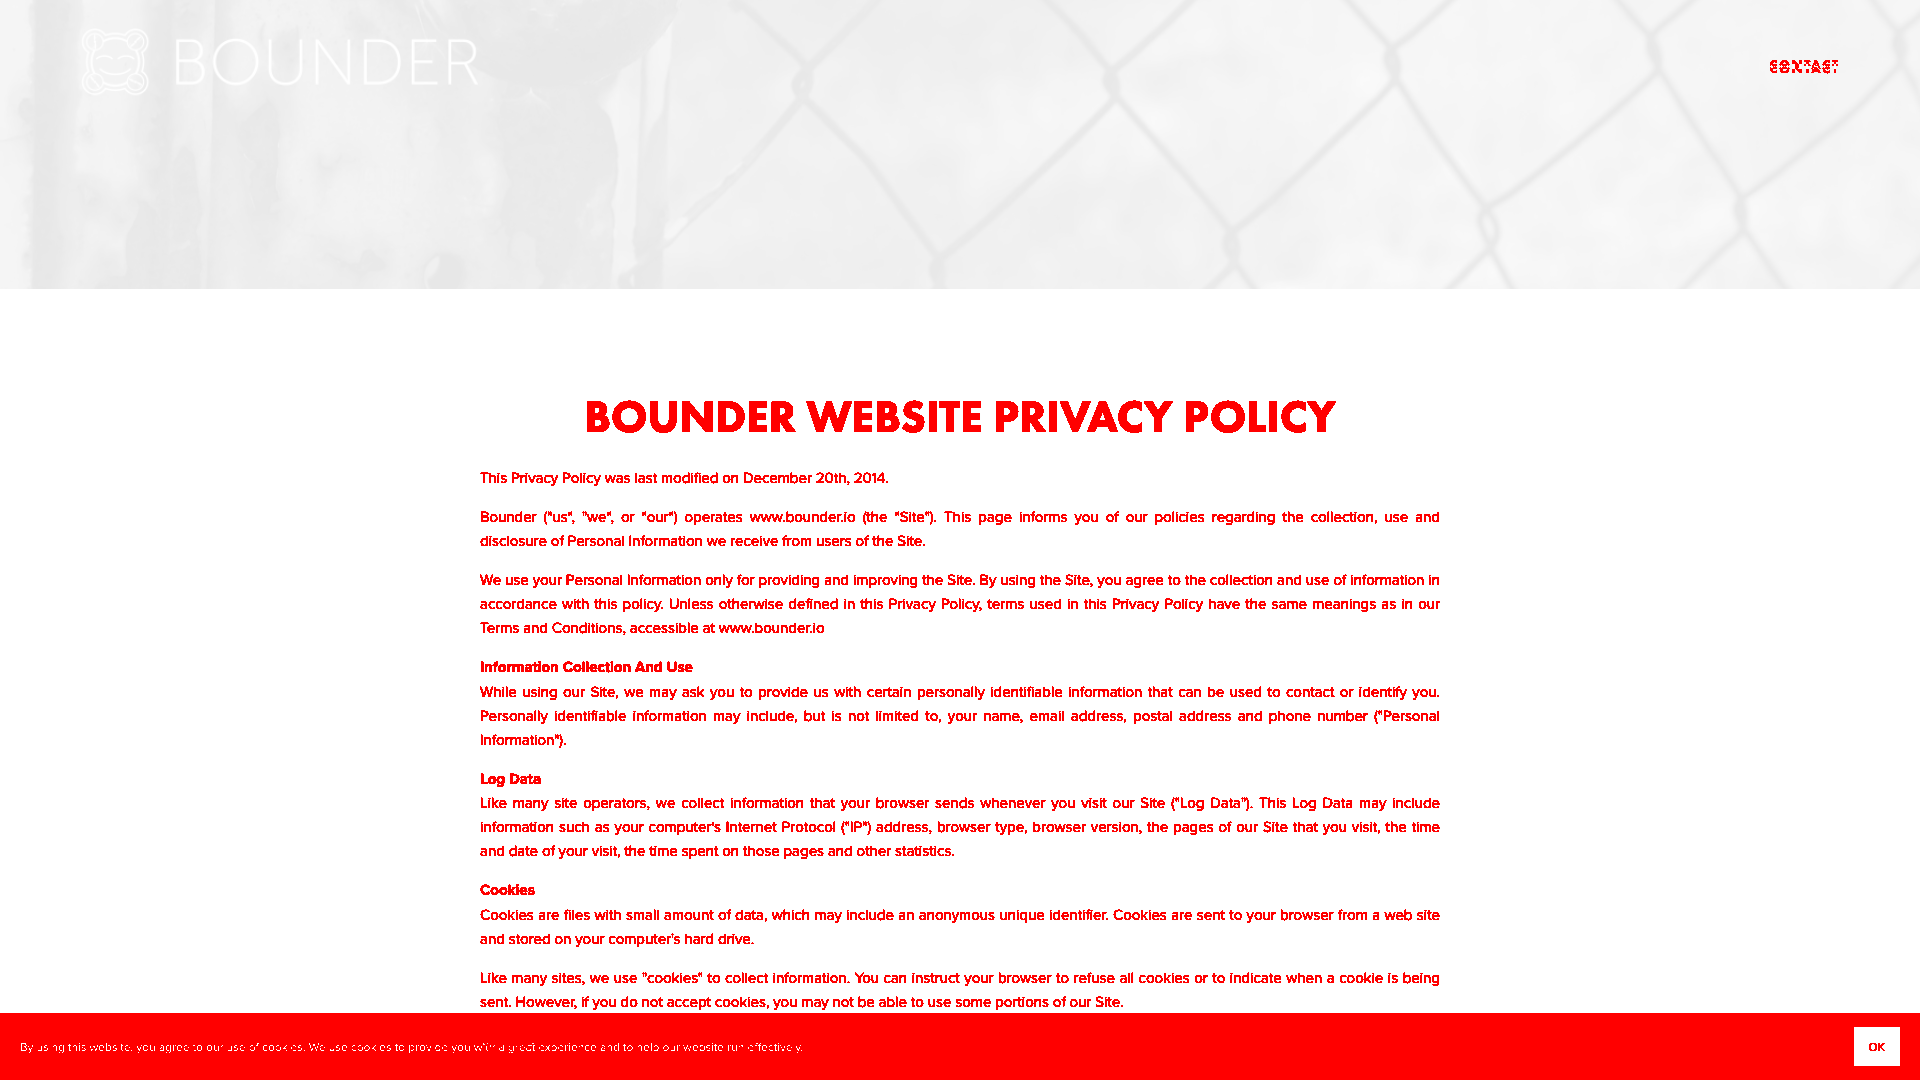 BOUNDER
CONTACT
BOUNDER WEBSITE PRIVACY POLICY
This Privacy Policy was last modified on December 20th, 2014.
Bounder ("us", "we", or "our") operates www.bounder.io (the "Site"). This page informs you of our policies regarding the collection, use and
disclosure of Personal Information we receive from users of the Site.
We use your Personal Information only for providing and improving the Site. By using the Site, you agree to the collection and use of information in
accordance with this policy. Unless otherwise defined in this Privacy Policy, terms used in this Privacy Policy have the same meanings as in our
Terms and Conditions, accessible at www.bounder.io
Information Collection And Use
While using our Site, we may ask you to provide us with certain personally identifiable information that can be used to contact or identify you.
Personally identifiable information may include, but is not limited to, your name, email address, postal address and phone number ("Personal
Information").
Log Data
Like many site operators, we collect information that your browser sends whenever you visit our Site ("Log Data"). This Log Data may include
information such as your computer's Internet Protocol ("IP") address, browser type, browser version, the pages of our Site that you visit, the time
and date of your visit, the time spent on those pages and other statistics.
Cookies
Cookies are files with small amount of data, which may include an anonymous unique identifier. Cookies are sent to your browser from a web site
and stored on your computer's hard drive.
Like many sites, we use "cookies" to collect information. You can instruct your browser to refuse all cookies or to indicate when a cookie is being
sent. However, if you do not accept cookies, you may not be able to use some portions of our Site.
By using this website, you agree to our use of cookies. We use cookies to provide you with a great experience and to help our website run effectively.
OK